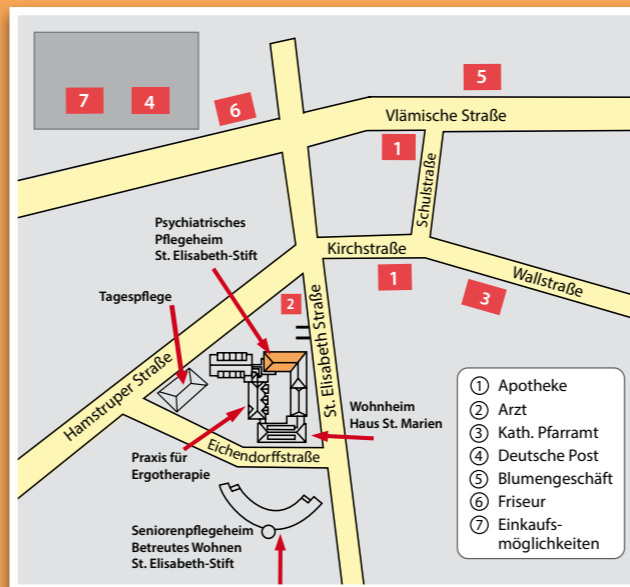 7
4
6
5
Vlämische Straße
1
Schulstraße
Psychiatrisches
Pflegeheim
St. Elisabeth-Stift
Kirchstraße
1
Wallstraße
3
Tagespflege
2
St. Elisabeth Straße
Hamstruper Straße
Wohnheim
Haus St. Marien
Praxis für
Ergotherapie
Eichendorffstraße
Seniorenpflegeheim
Betreutes Wohnen
St. Elisabeth-Stift
1 Apotheke
2 Arzt
3 Kath. Pfarramt
4 Deutsche Post
5 Blumengeschäft
6 Friseur
7 Einkaufs-
möglichkeiten